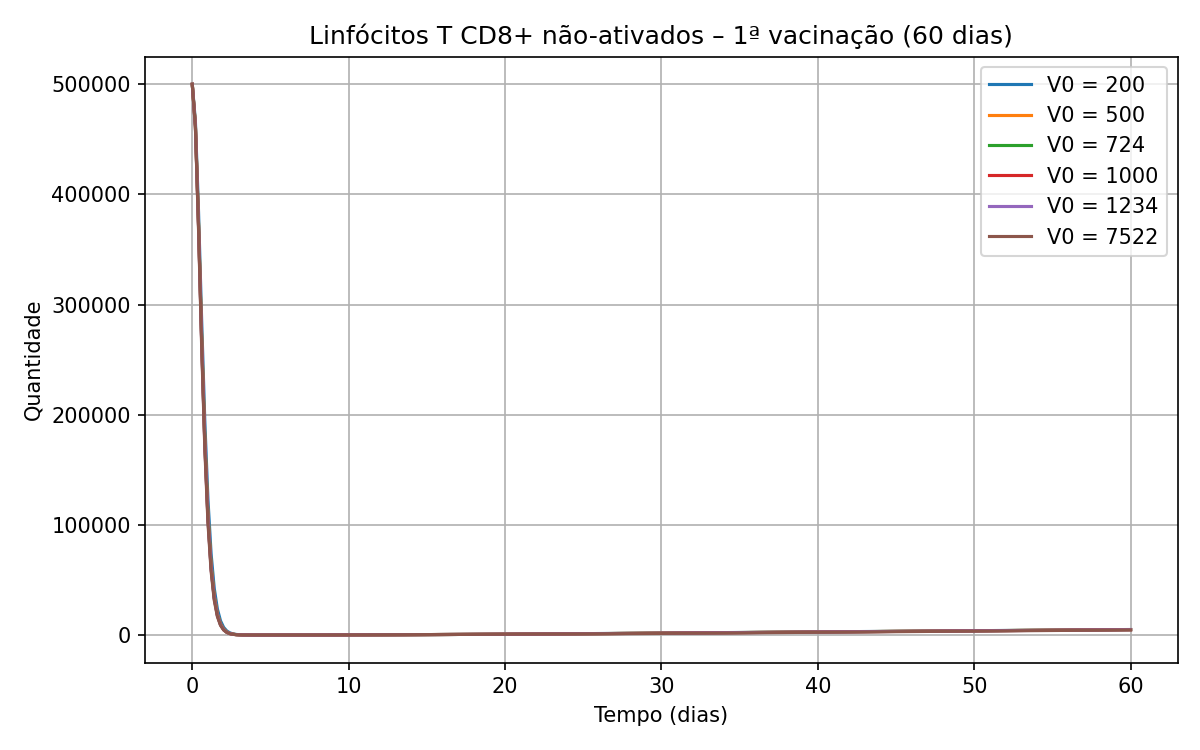 Linfócitos T CD8+ não-ativados – 1ª vacinação (60 dias)
500000
400000
300000
200000
100000
0
Quantidade
V0 = 200
V0 = 500
V0 = 724
V0 = 1000
V0 = 1234
V0 = 7522
0 10 20 30 40 50 60
Tempo (dias)